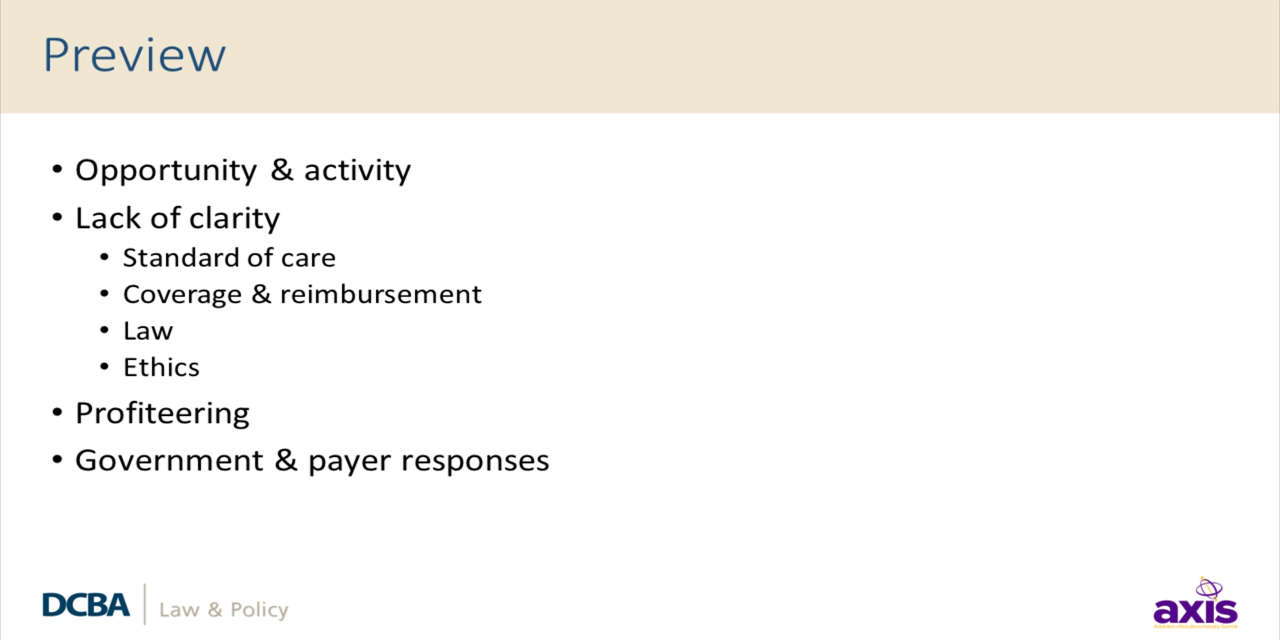 Preview
• Opportunity & activity
• Lack of clarity
• Standard of care
• Coverage & reimbursement
• Law
• Ethics
• Profiteering
• Government & payer responses
DCBA Law & Policy
axis